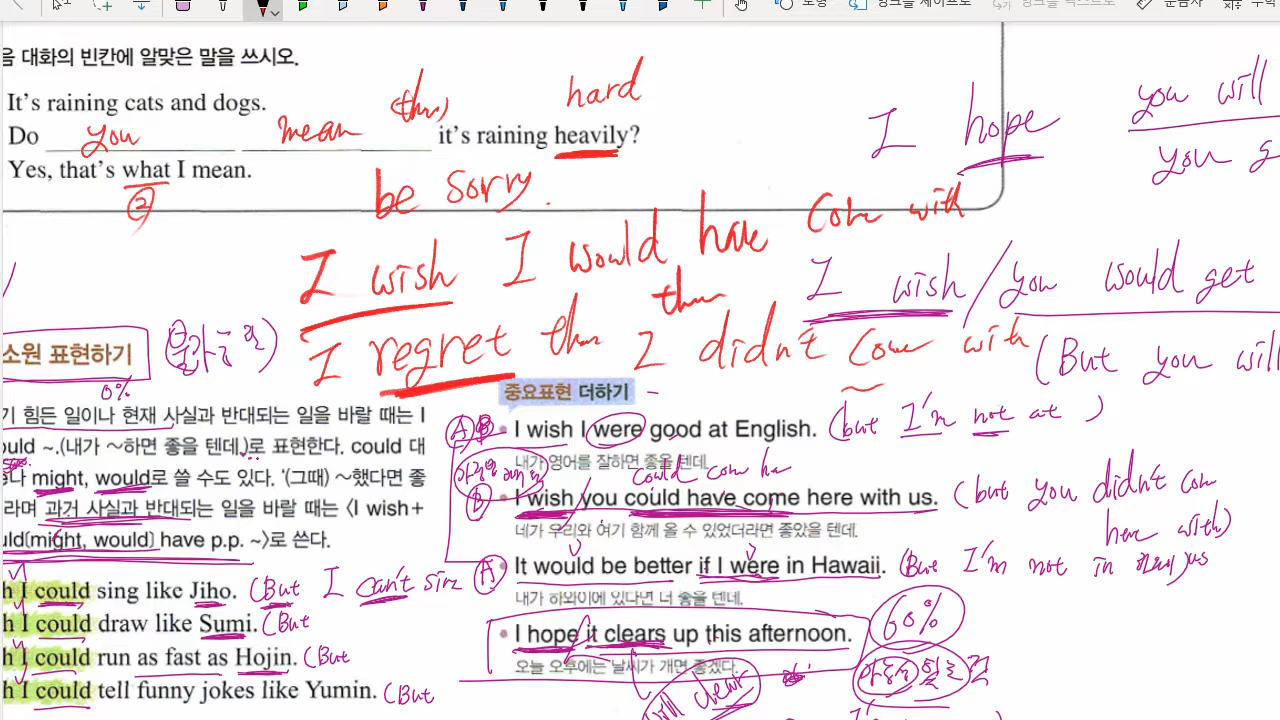 음 대화의 빈칸에 알맞은 말을 쓰시오.
It's raining cats and dogs.
hard
Do you mean it's raining heavily?
Yes, that's what I mean.
2
be sorry.
I hope you will
you g
I wish I would have come with
I wish / you would get
I regret that I didn't come with
(But you will
소원 표현하기
0%
기 힘든 일이나 현재 사실과 반대되는 일을 바랄 때는 I
ould ~.(내가 ~하면 좋을 텐데.)로 표현한다. could 대
나 might, would로 쓸 수도 있다. '(그때) ~했다면 좋
라며 과거 사실과 반대되는 일을 바랄 때는 〈I wish+
uld(might, would) have p.p. ~〉로 쓴다.
h I could sing like Jiho. (But I can't sing
h I could draw like Sumi. (But
h I could run as fast as Hojin. (But
h I could tell funny jokes like Yumin. (But
중요표현 더하기
A B • I wish I were good at English. (but I'm not at )
내가 영어를 잘하면 좋을 텐데.
could come
B • I wish you could have come here with us. (but you didn't come
here with)
네가 우리와 여기 함께 올 수 있었더라면 좋았을 텐데.
A It would be better if I were in Hawaii. (But I'm not in
내가 하와이에 있다면 더 좋을 텐데.
• I hope it clears up this afternoon.
60%
오늘 오후에는 날씨가 개면 좋겠다.
will clear